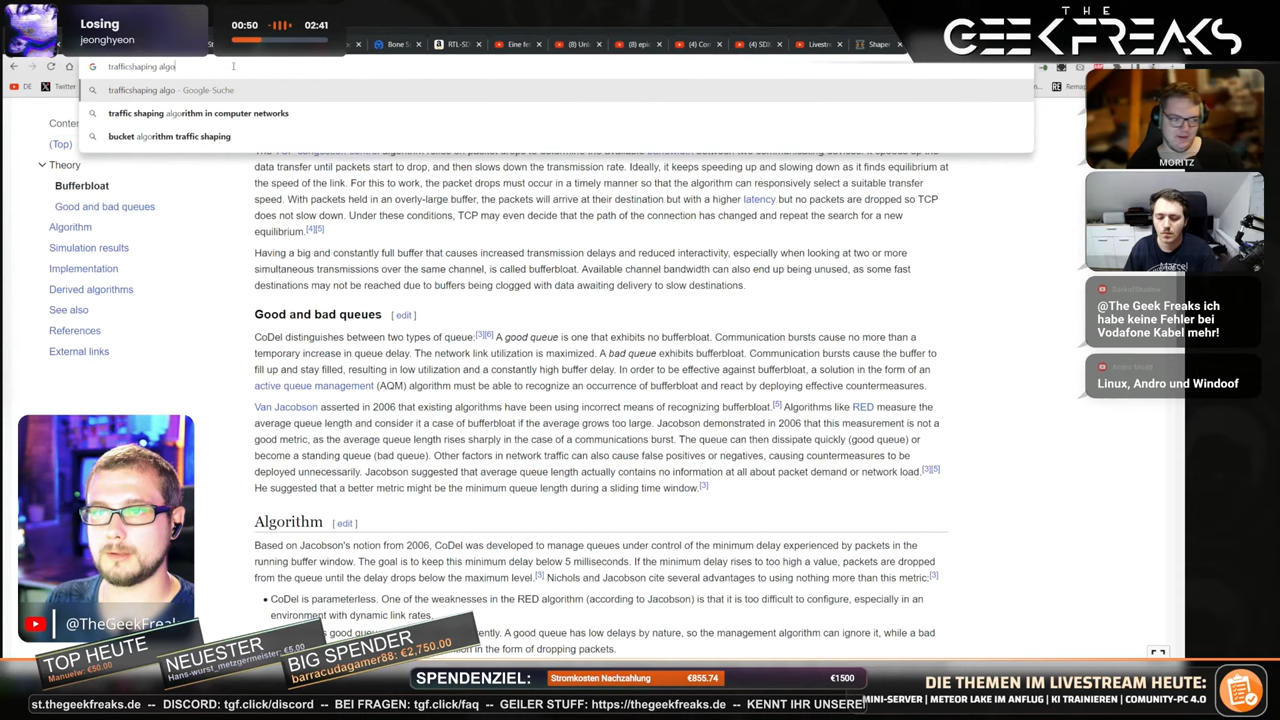 Losing
jeonghyeon
00:50
02:41
THE
GEEKFREAKS
Bone S
RTL-SD
Eine fe
(8) Un
(8) epi
(4) Co
(4) SDI
Livestre
Shaper
trafficshaping algo
DE
Twitter
Rema
trafficshaping algo - Google-Suche
traffic shaping algorithm in computer networks
bucket algorithm traffic shaping
MORITZ
Marcel
(Top)
Theory
Bufferbloat
Good and bad queues
Algorithm
Simulation results
Implementation
Derived algorithms
See also
References
External links
data transfer until packets start to drop, and then slows down the transmission rate. Ideally, it keeps speeding up and slowing down as it finds equilibrium at
the speed of the link. For this to work, the packet drops must occur in a timely manner so that the algorithm can responsively select a suitable transfer
speed. With packets held in an overly-large buffer, the packets will arrive at their destination but with a higher latency but no packets are dropped so TCP
does not slow down. Under these conditions, TCP may even decide that the path of the connection has changed and repeat the search for a new
equilibrium.[4][5]
Having a big and constantly full buffer that causes increased transmission delays and reduced interactivity, especially when looking at two or more
simultaneous transmissions over the same channel, is called bufferbloat. Available channel bandwidth can also end up being unused, as some fast
destinations may not be reached due to buffers being clogged with data awaiting delivery to slow destinations.
Good and bad queues [ edit ]
CoDel distinguishes between two types of queue:[3][6] A good queue is one that exhibits no bufferbloat. Communication bursts cause no more than a
temporary increase in queue delay. The network link utilization is maximized. A bad queue exhibits bufferbloat. Communication bursts cause the buffer to
fill up and stay filled, resulting in low utilization and a constantly high buffer delay. In order to be effective against bufferbloat, a solution in the form of an
active queue management (AQM) algorithm must be able to recognize an occurrence of bufferbloat and react by deploying effective countermeasures.
Van Jacobson asserted in 2006 that existing algorithms have been using incorrect means of recognizing bufferbloat.[5] Algorithms like RED measure the
average queue length and consider it a case of bufferbloat if the average grows too large. Jacobson demonstrated in 2006 that this measurement is not a
good metric, as the average queue length rises sharply in the case of a communications burst. The queue can then dissipate quickly (good queue) or
become a standing queue (bad queue). Other factors in network traffic can also cause false positives or negatives, causing countermeasures to be
deployed unnecessarily. Jacobson suggested that average queue length actually contains no information at all about packet demand or network load.[3][5]
He suggested that a better metric might be the minimum queue length during a sliding time window.[3]
Algorithm [ edit ]
Based on Jacobson's notion from 2006, CoDel was developed to manage queues under control of the minimum delay experienced by packets in the
running buffer window. The goal is to keep this minimum delay below 5 milliseconds. If the minimum delay rises to too high a value, packets are dropped
from the queue until the delay drops below the maximum level.[3] Nichols and Jacobson cite several advantages to using nothing more than this metric:[3]
• CoDel is parameterless. One of the weaknesses in the RED algorithm (according to Jacobson) is that it is too difficult to configure, especially in an
environment with dynamic link rates.
good queue
ently. A good queue has low delays by nature, so the management algorithm can ignore it, while a bad
in the form of dropping packets.
@The Geek Freaks ich
habe keine Fehler bei
Vodafone Kabel mehr!
Linux, Andro und Windoof
@TheGeekFreak
TOP HEUTE
Manuelw: €50.00
NEUESTER
Hans-wurst_metzgermeister: €5.00
BIG SPENDER
barracudagamer88: €2,750.00
SPENDENZIEL:
Stromkosten Nachzahlung
€855.74
€1500
DIE THEMEN IM LIVESTREAM HEUTE:
MINI-SERVER | METEOR LAKE IM ANFLUG | KI TRAINIEREN | COMUNITY-PC 4.0
st.thegeekfreaks.de -- DISCORD: tgf.click/discord -- BEI FRAGEN: tgf.click/faq -- GEILER STUFF: https://thegeekfreaks.de -- KENNT IHR UNSERE